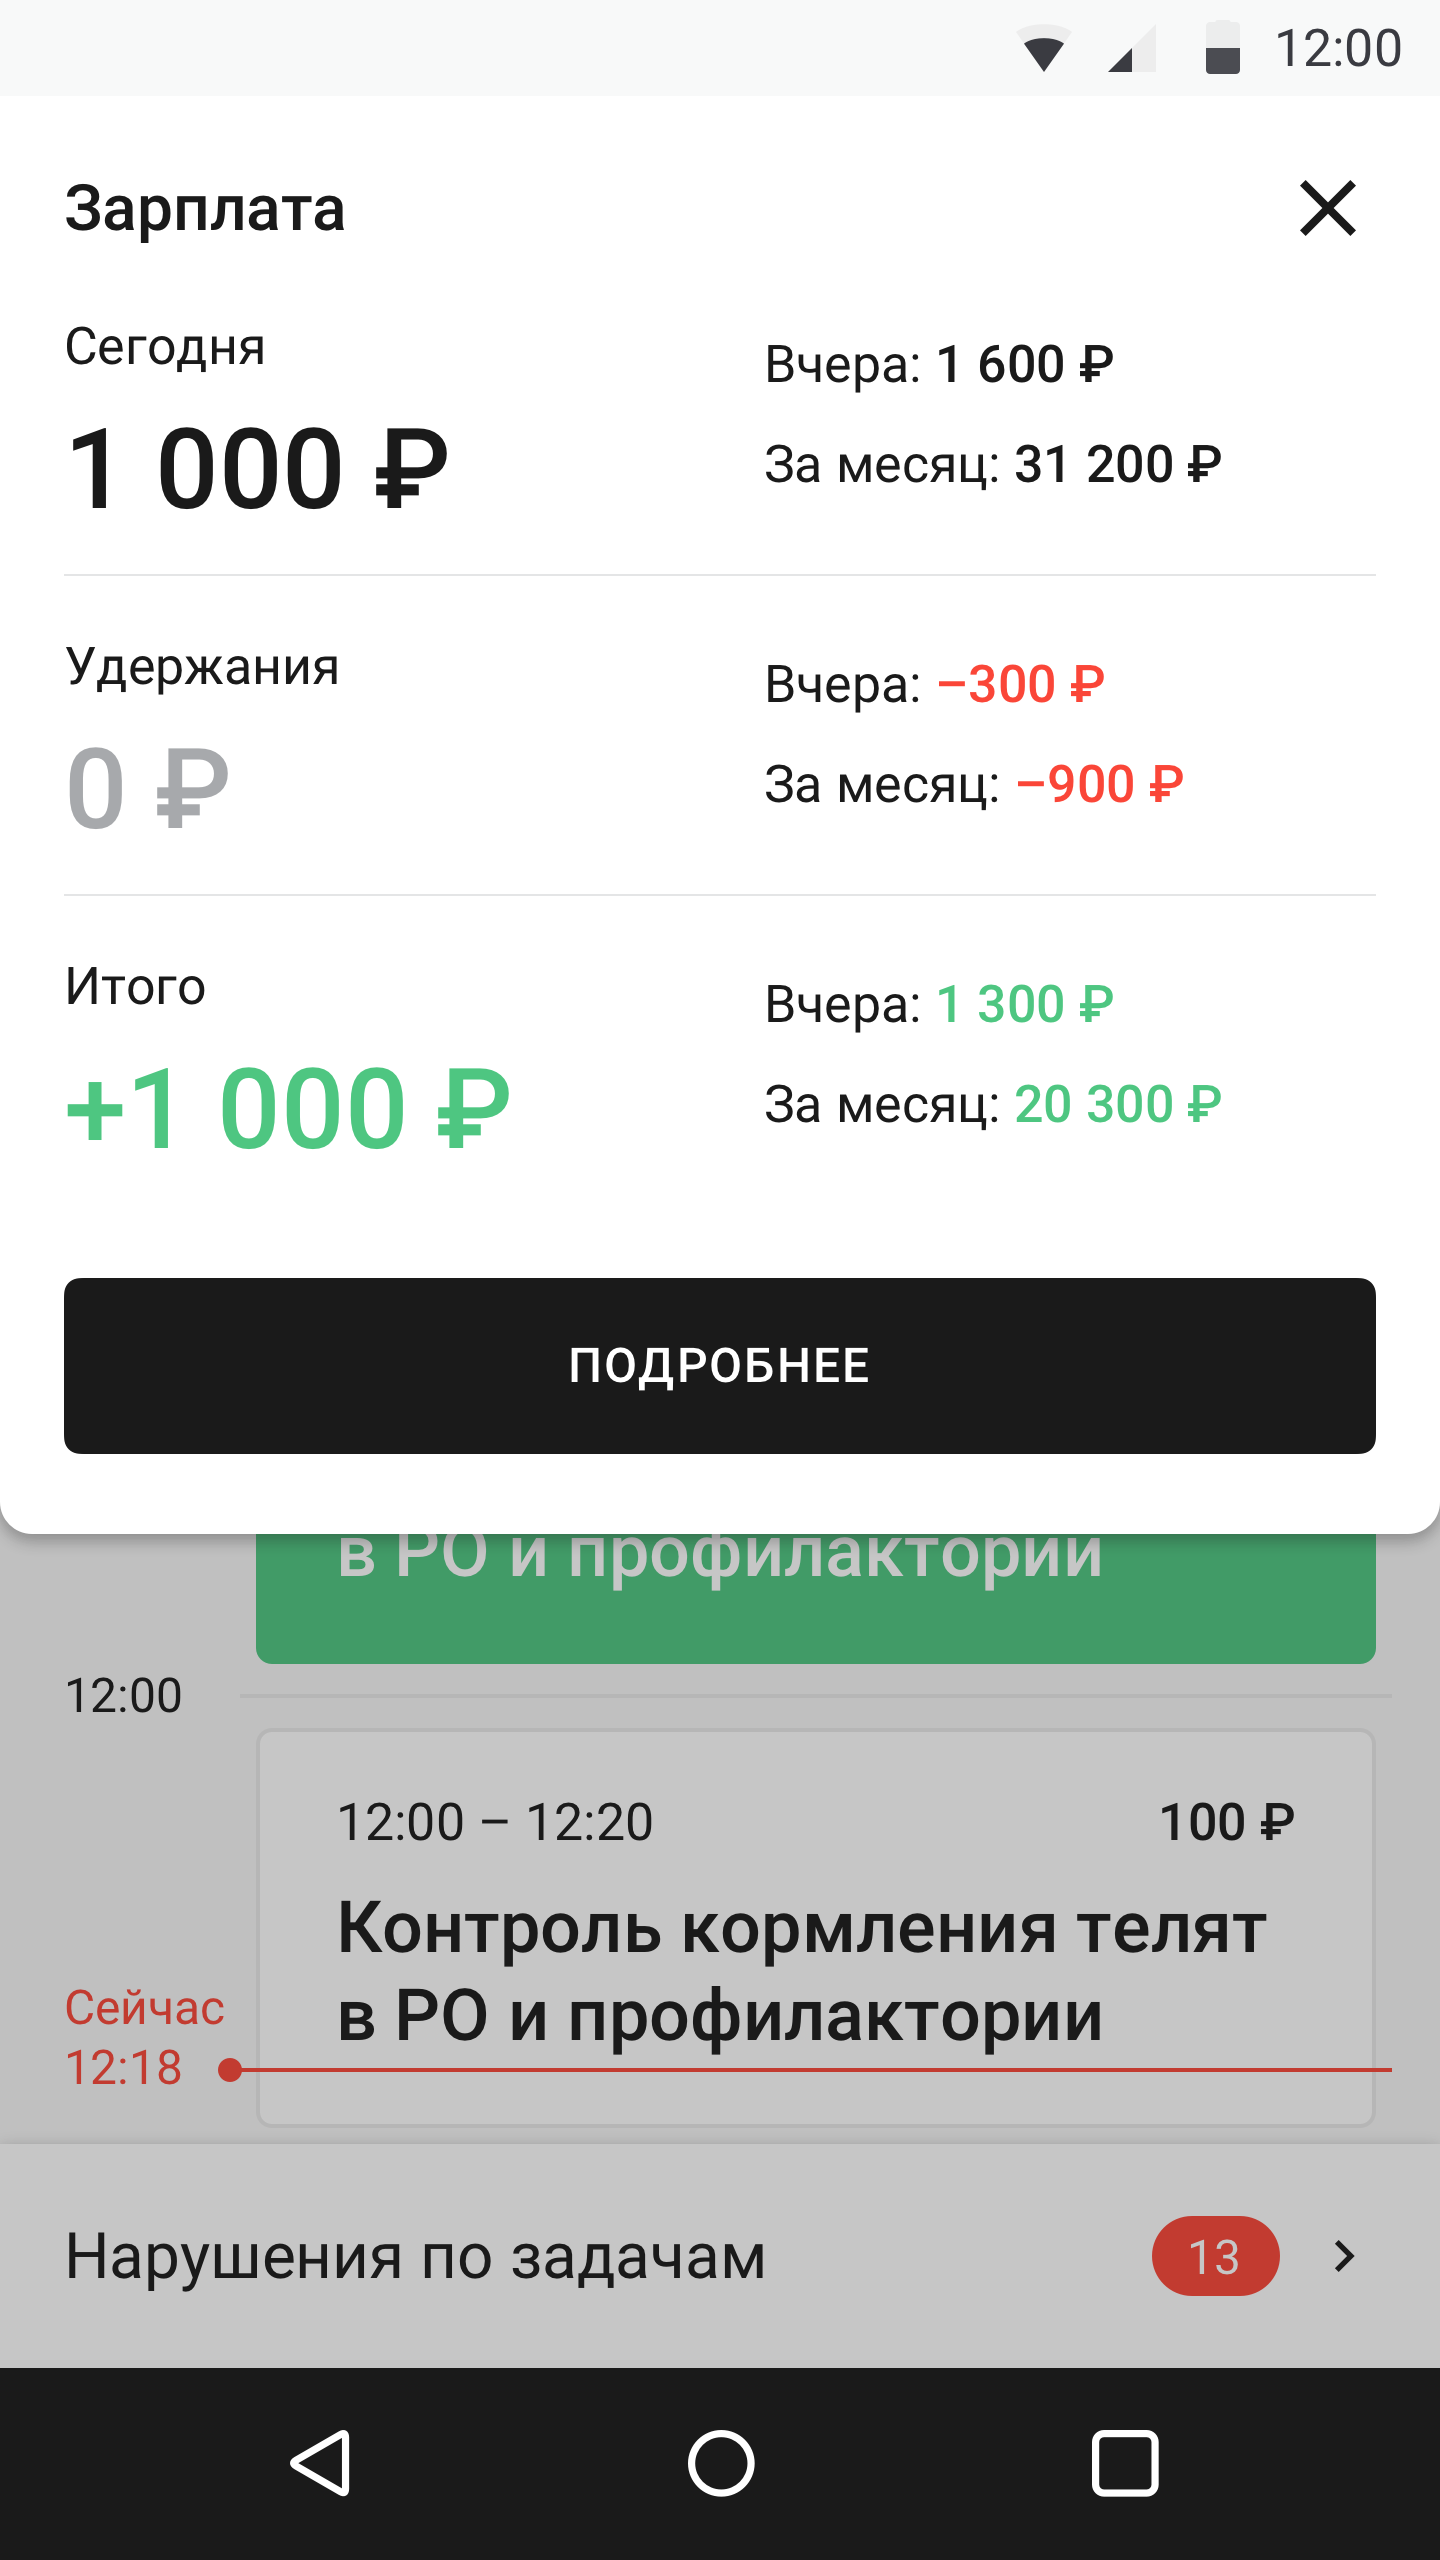 12:00
Зарплата
Сегодня
1 000 ₽
Вчера: 1 600 ₽
За месяц: 31 200 ₽
Удержания
0 ₽
Вчера: –300 ₽
За месяц: –900 ₽
Итого
+1 000 ₽
Вчера: 1 300 ₽
За месяц: 20 300 ₽
ПОДРОБНЕЕ
в РО и профилактории
12:00
12:00 – 12:20
100 ₽
Контроль кормления телят
в РО и профилактории
Сейчас
12:18
Нарушения по задачам
13